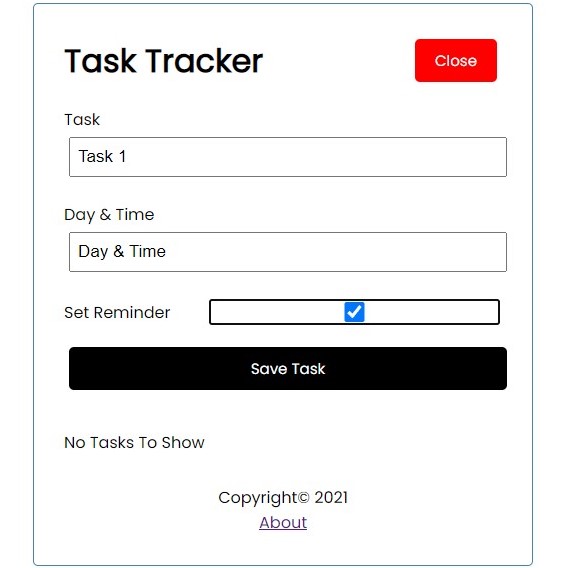 Task Tracker
Close
Task
Task 1
Day & Time
Day & Time
Set Reminder
Save Task
No Tasks To Show
Copyright© 2021
About